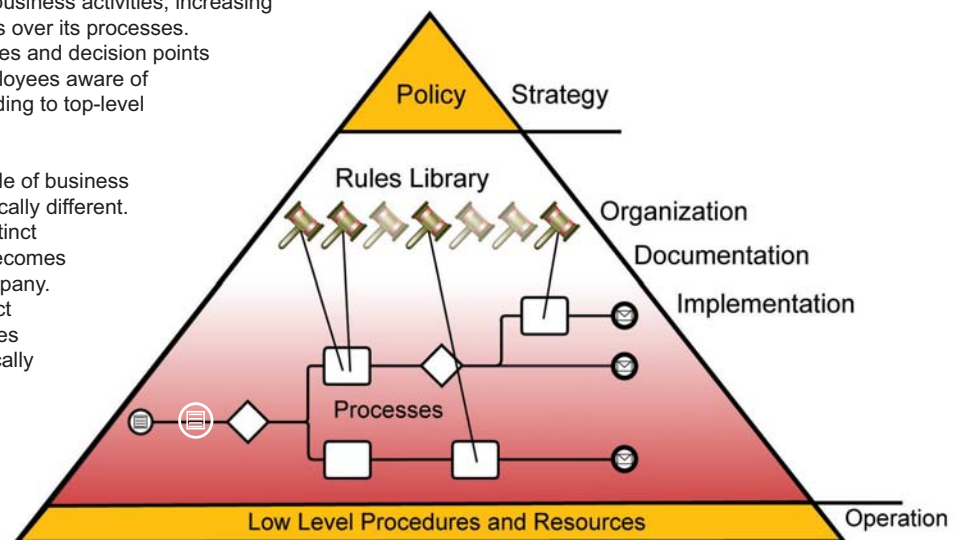 business activities, increasing
s over its processes.
es and decision points
ployees aware of
ding to top-level
le of business
cally different.
tinct
ecomes
pany.
ct
es
cally
Policy
Strategy
Rules Library
Organization
Documentation
Implementation
Processes
Low Level Procedures and Resources
Operation